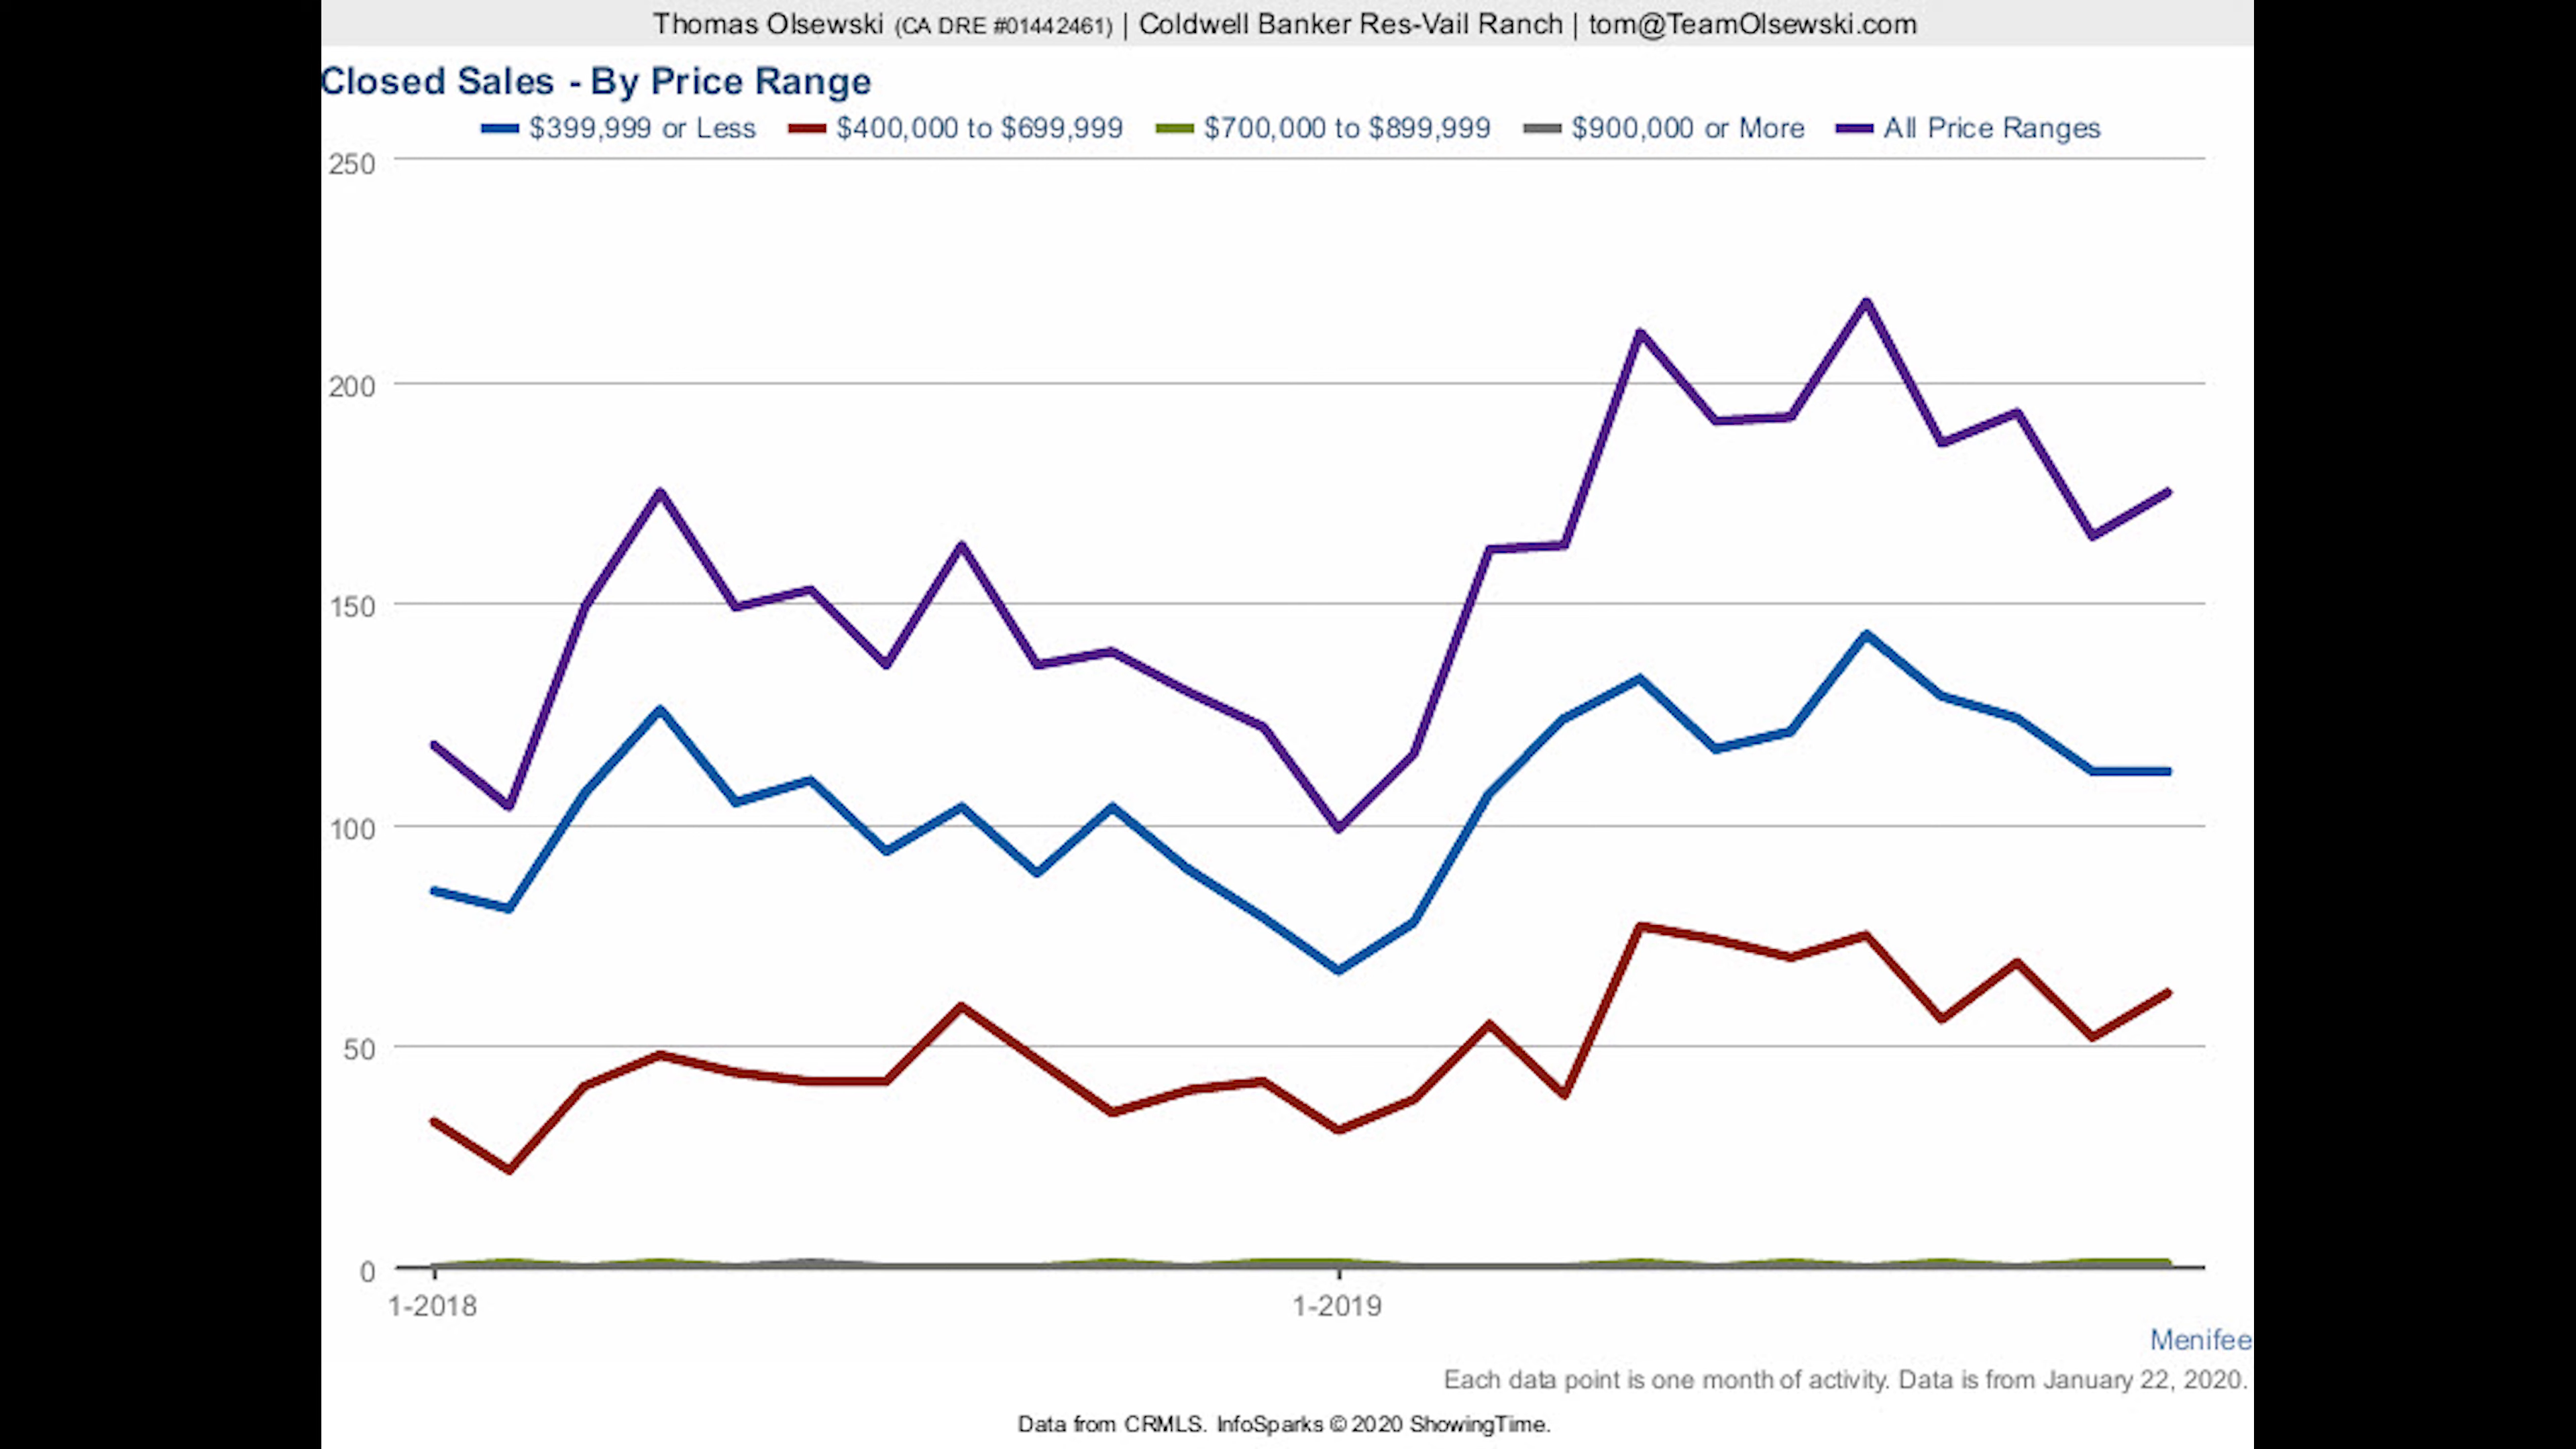 Thomas Olsewski (CA DRE #01442461) | Coldwell Banker Res-Vail Ranch | tom@TeamOlsewski.com
Closed Sales - By Price Range
$399,999 or Less $400,000 to $699,999 $700,000 to $899,999 $900,000 or More All Price Ranges
250
200
150
100
50
0
1-2018 1-2019
Menifee
Each data point is one month of activity. Data is from January 22, 2020.
Data from CRMLS. InfoSparks © 2020 ShowingTime.